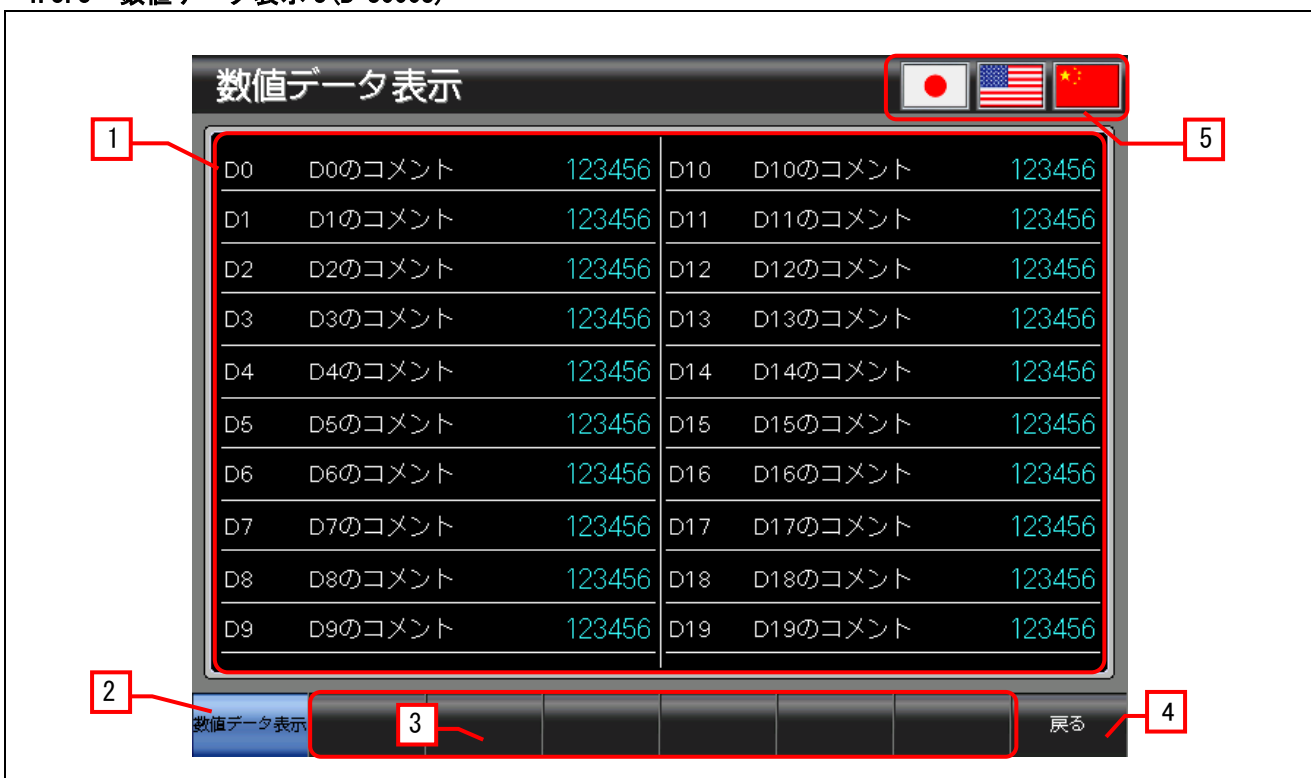 数値データ表示
1
5
D0 D0のコメント 123456 D10 D10のコメント 123456
D1 D1のコメント 123456 D11 D11のコメント 123456
D2 D2のコメント 123456 D12 D12のコメント 123456
D3 D3のコメント 123456 D13 D13のコメント 123456
D4 D4のコメント 123456 D14 D14のコメント 123456
D5 D5のコメント 123456 D15 D15のコメント 123456
D6 D6のコメント 123456 D16 D16のコメント 123456
D7 D7のコメント 123456 D17 D17のコメント 123456
D8 D8のコメント 123456 D18 D18のコメント 123456
D9 D9のコメント 123456 D19 D19のコメント 123456
2
数値データ表示 3 戻る 4